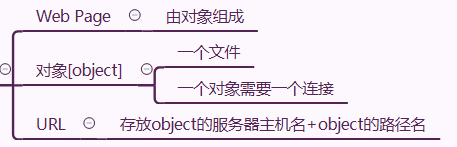 Web Page
由对象组成
对象[object]
一个文件
一个对象需要一个连接
URL
存放object的服务器主机名+object的路径名